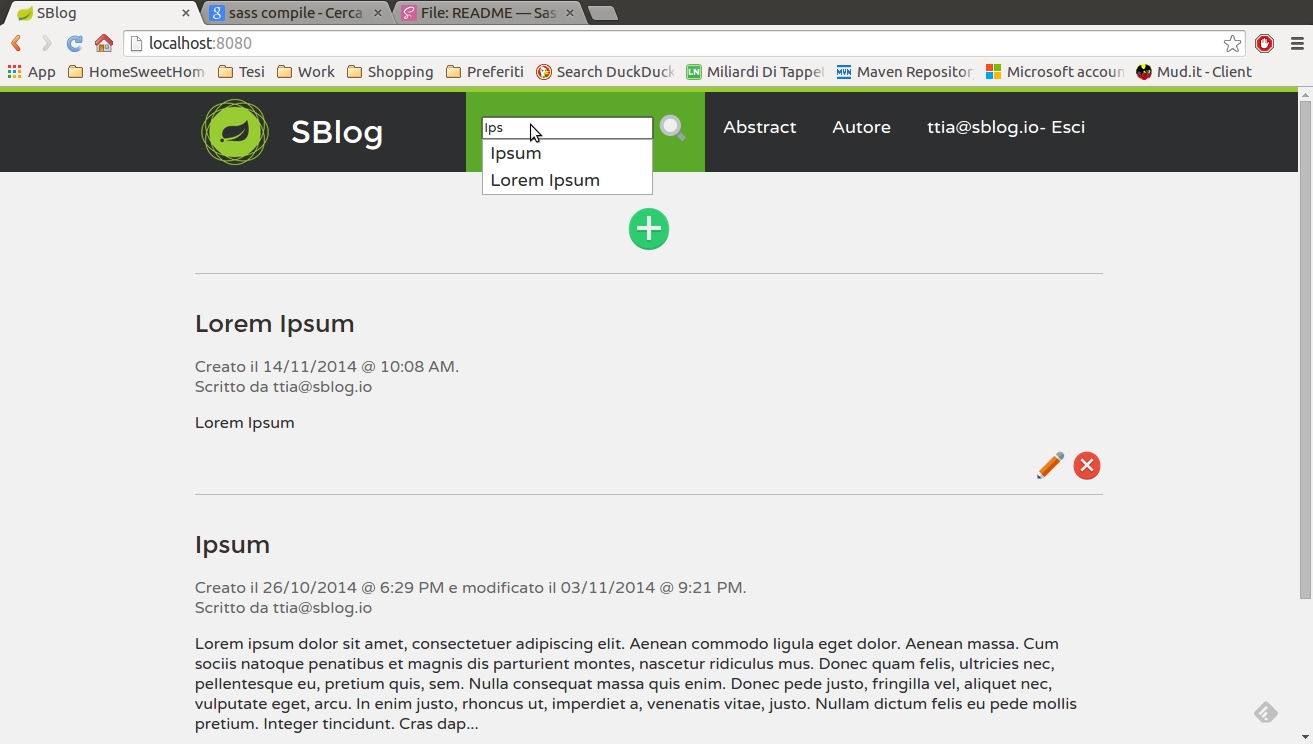 SBlog
sass compile - Cerca
File: README — Sas
localhost:8080
App
HomeSweetHom
Tesi
Work
Shopping
Preferiti
Search DuckDuck
LN
Miliardi Di Tappet
MVN
Maven Repositor
Microsoft accoun
Mud.it - Client
SBlog
Ips
Abstract
Autore
ttia@sblog.io- Esci
Ipsum
Lorem Ipsum
Lorem Ipsum
Creato il 14/11/2014 @ 10:08 AM.
Scritto da ttia@sblog.io
Lorem Ipsum
Ipsum
Creato il 26/10/2014 @ 6:29 PM e modificato il 03/11/2014 @ 9:21 PM.
Scritto da ttia@sblog.io
Lorem ipsum dolor sit amet, consectetuer adipiscing elit. Aenean commodo ligula eget dolor. Aenean massa. Cum
sociis natoque penatibus et magnis dis parturient montes, nascetur ridiculus mus. Donec quam felis, ultricies nec,
pellentesque eu, pretium quis, sem. Nulla consequat massa quis enim. Donec pede justo, fringilla vel, aliquet nec,
vulputate eget, arcu. In enim justo, rhoncus ut, imperdiet a, venenatis vitae, justo. Nullam dictum felis eu pede mollis
pretium. Integer tincidunt. Cras dap...